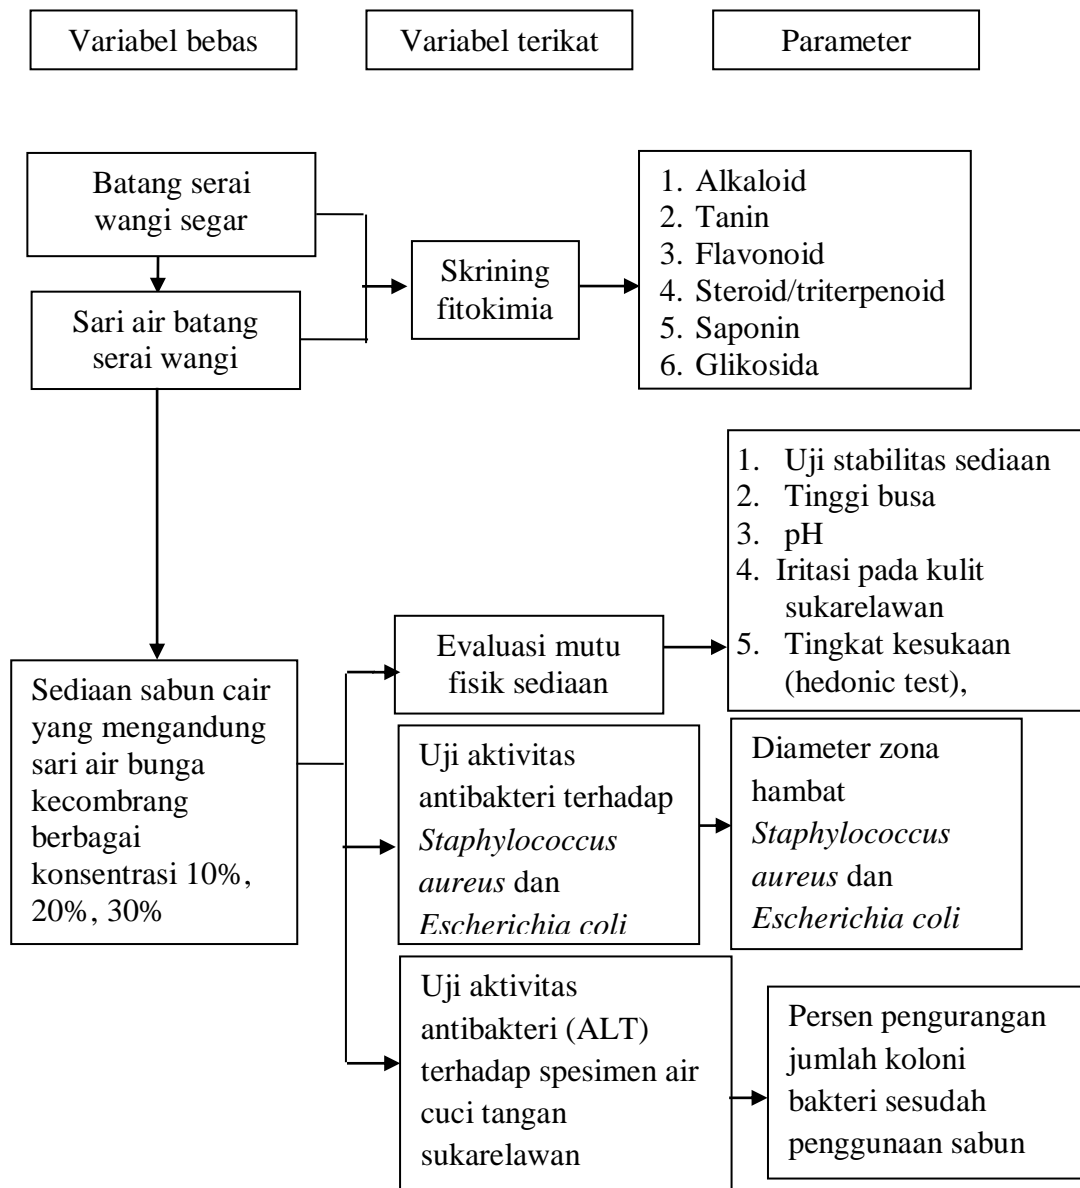 Variabel bebas
Variabel terikat
Parameter
Batang serai
wangi segar
Sari air batang
serai wangi
Skrining
fitokimia
1. Alkaloid
2. Tanin
3. Flavonoid
4. Steroid/triterpenoid
5. Saponin
6. Glikosida
Sediaan sabun cair
yang mengandung
sari air bunga
kecombrang
berbagai
konsentrasi 10%,
20%, 30%
Evaluasi mutu
fisik sediaan
1. Uji stabilitas sediaan
2. Tinggi busa
3. pH
4. Iritasi pada kulit
sukarelawan
5. Tingkat kesukaan
(hedonic test),
Uji aktivitas
antibakteri terhadap
Staphylococcus
aureus dan
Escherichia coli
Diameter zona
hambat
Staphylococcus
aureus dan
Escherichia coli
Uji aktivitas
antibakteri (ALT)
terhadap spesimen air
cuci tangan
sukarelawan
Persen pengurangan
jumlah koloni
bakteri sesudah
penggunaan sabun